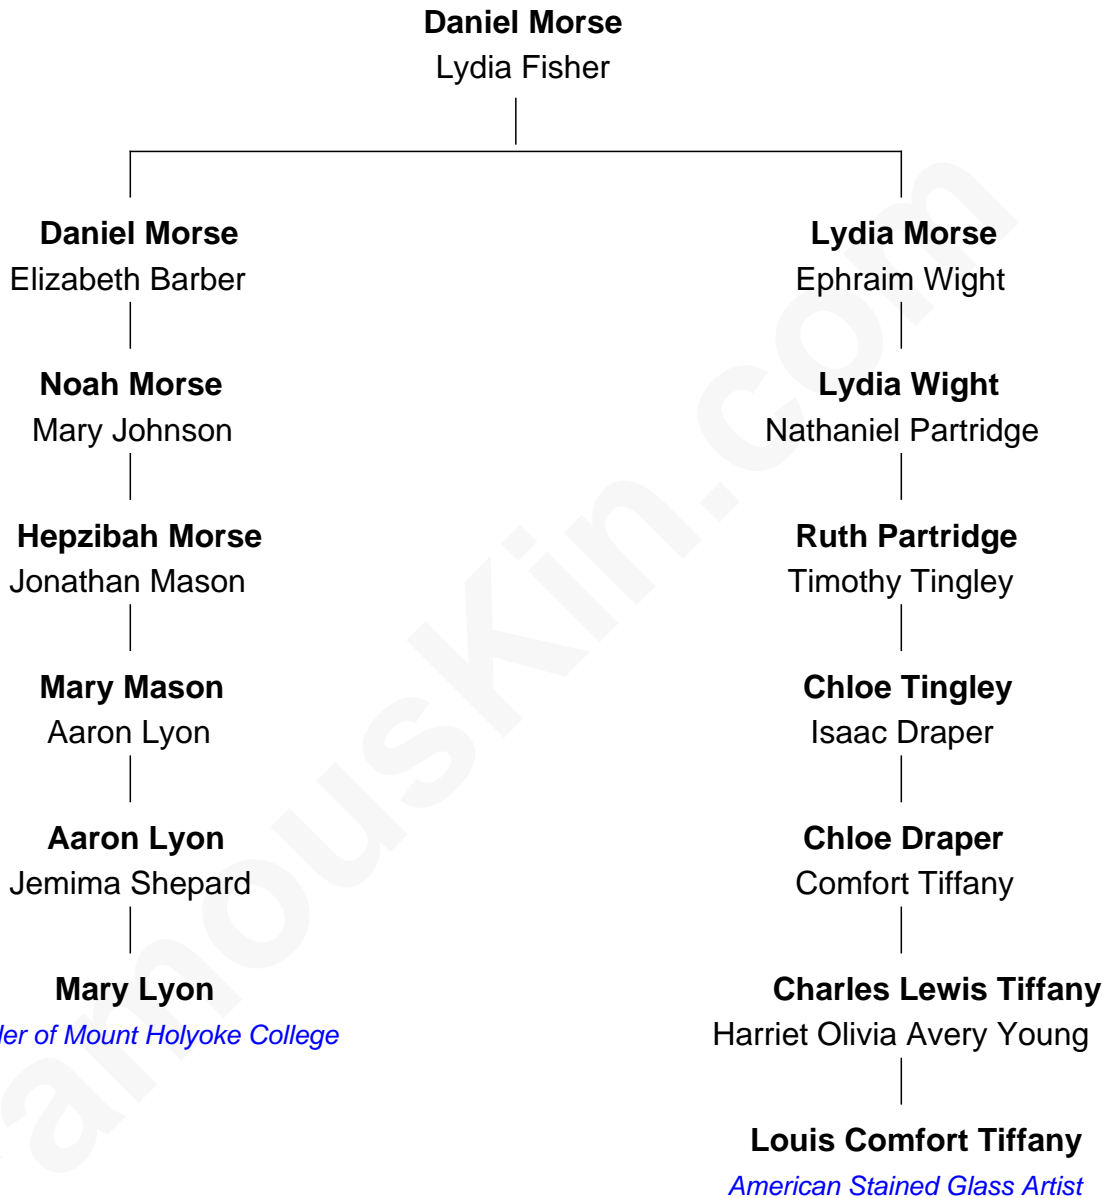 Daniel Morse
Lydia Fisher
Daniel Morse
Elizabeth Barber
Noah Morse
Mary Johnson
Hepzibah Morse
Jonathan Mason
Mary Mason
Aaron Lyon
Aaron Lyon
Jemima Shepard
Mary Lyon
der of Mount Holyoke College
Lydia Morse
Ephraim Wight
Lydia Wight
Nathaniel Partridge
Ruth Partridge
Timothy Tingley
Chloe Tingley
Isaac Draper
Chloe Draper
Comfort Tiffany
Charles Lewis Tiffany
Harriet Olivia Avery Young
Louis Comfort Tiffany
American Stained Glass Artist
amouskin.com